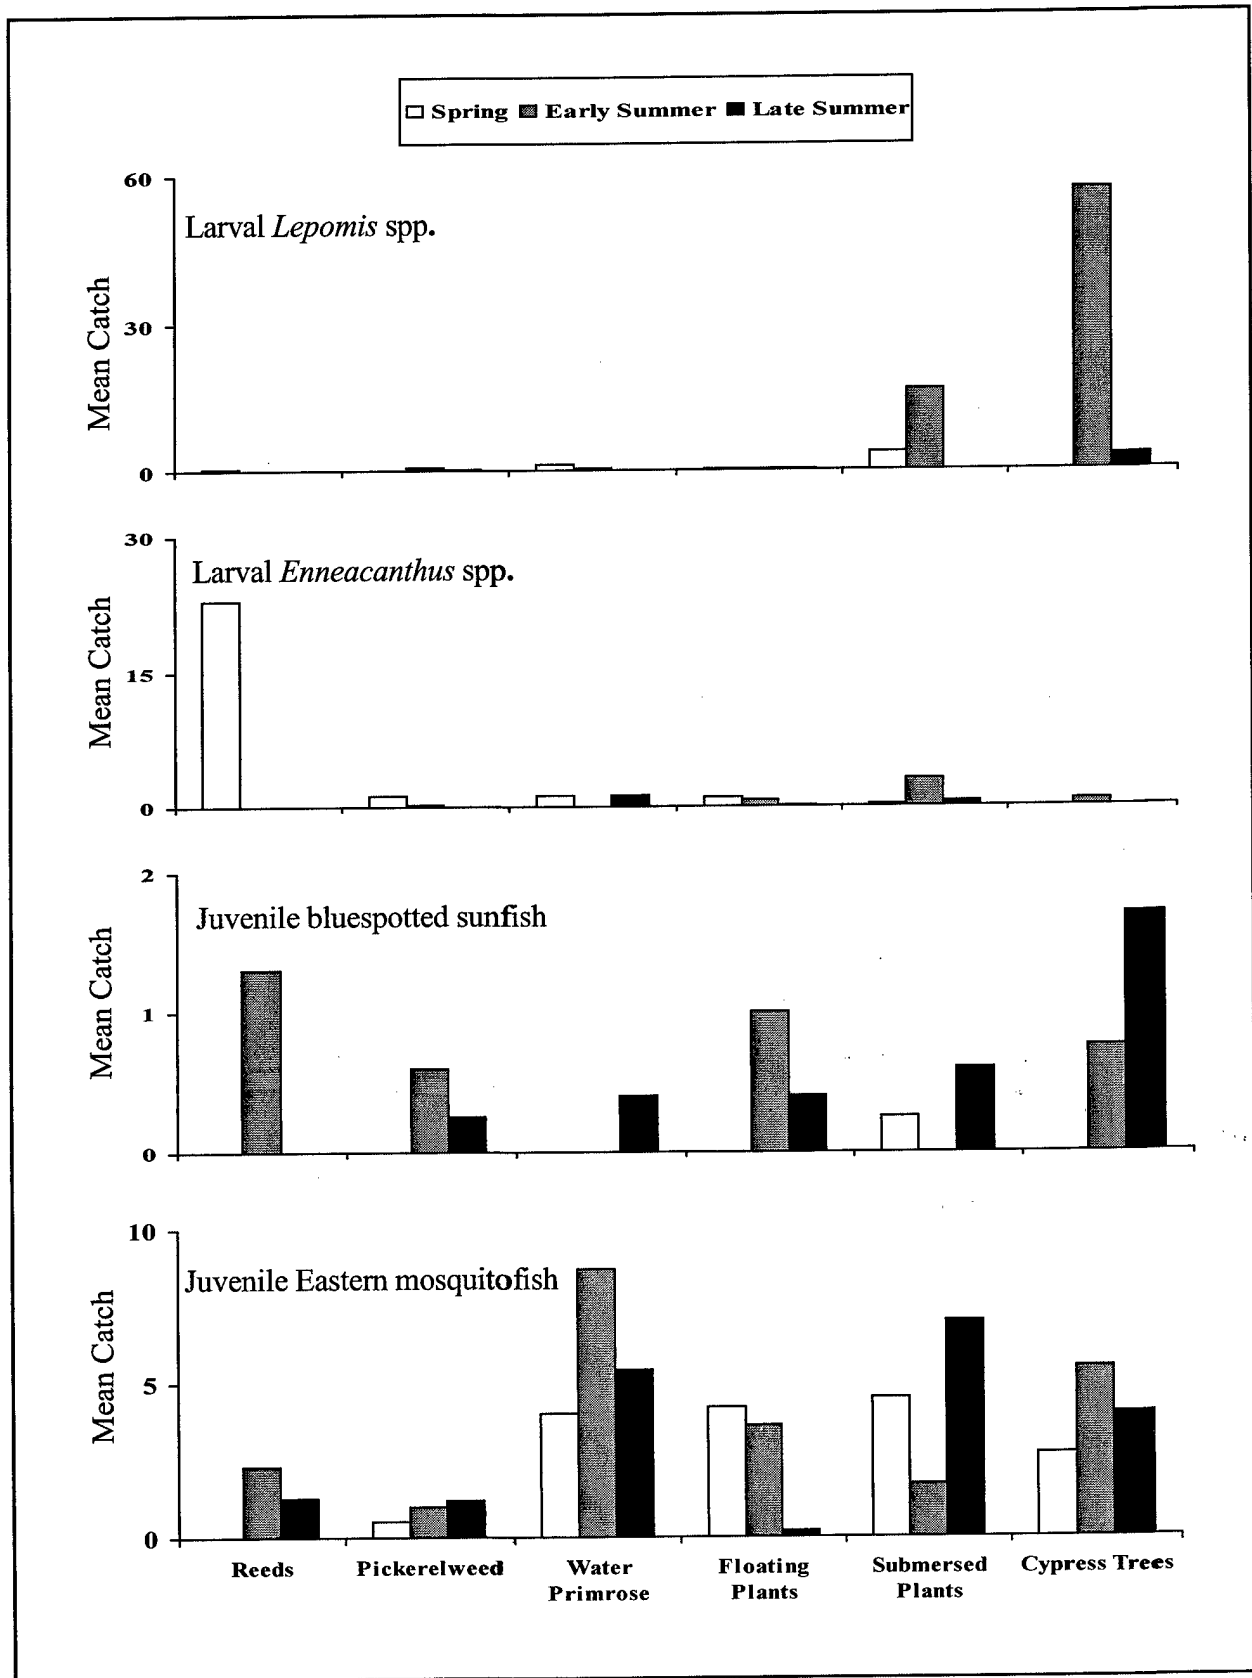 Spring Early Summer Late Summer
60
Larval Lepomis spp.
Mean Catch
30
0
30
Larval Enneacanthus spp.
Mean Catch
15
0
2
Juvenile bluespotted sunfish
Mean Catch
1
0
10
Juvenile Eastern mosquitofish
Mean Catch
5
0
Reeds Pickerelweed Water Floating Submersed Cypress Trees
Primrose Plants Plants